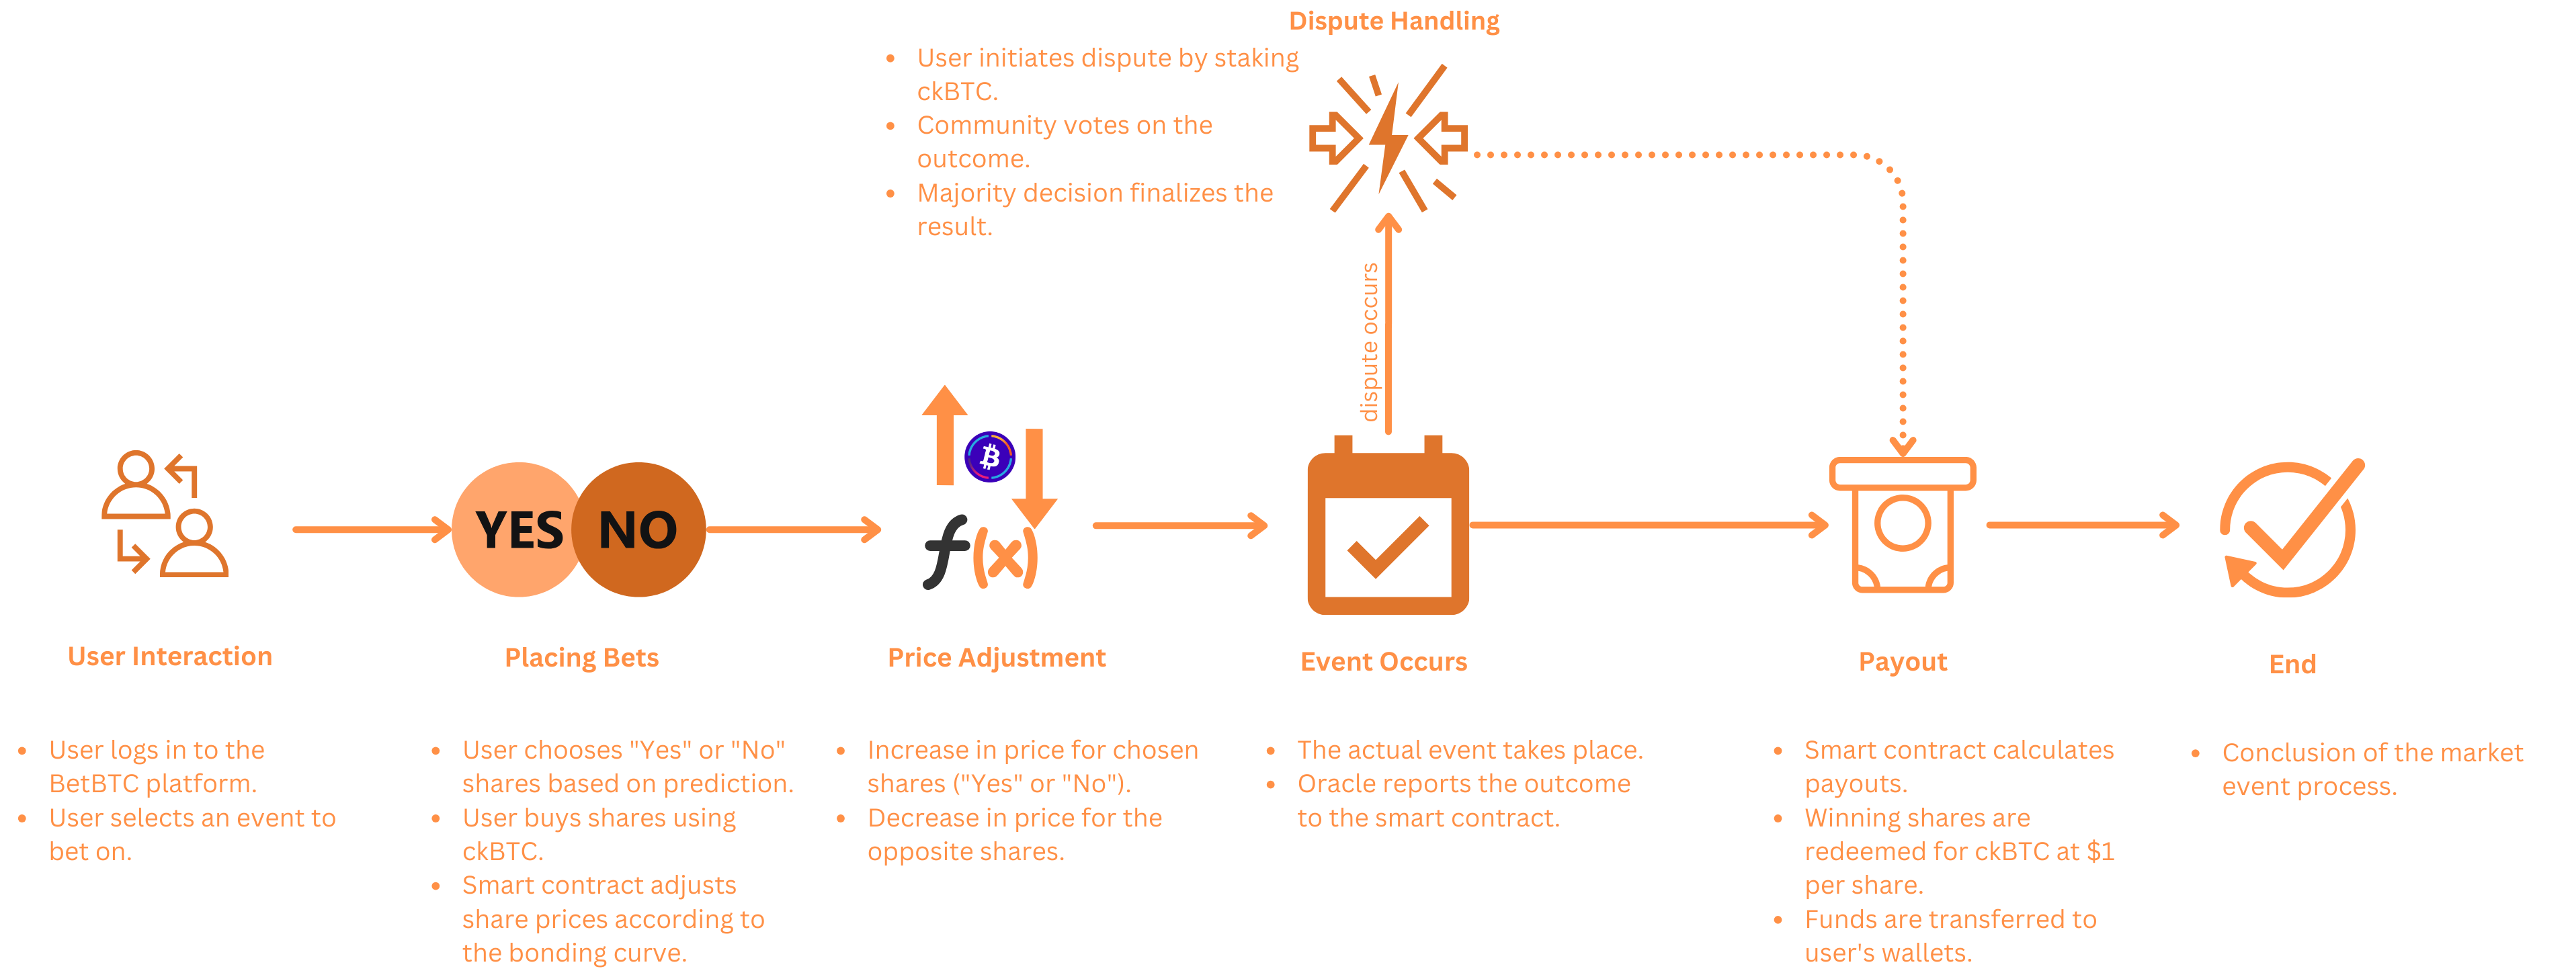 Dispute Handling
• User initiates dispute by staking
ckBTC.
• Community votes on the
outcome.
• Majority decision finalizes the
result.
dispute occurs
YES NO
f(x)
User Interaction
• User logs in to the
BetBTC platform.
• User selects an event to
bet on.
Placing Bets
• User chooses "Yes" or "No"
shares based on prediction.
• User buys shares using
ckBTC.
• Smart contract adjusts
share prices according to
the bonding curve.
Price Adjustment
• Increase in price for chosen
shares ("Yes" or "No").
• Decrease in price for the
opposite shares.
Event Occurs
• The actual event takes place.
• Oracle reports the outcome
to the smart contract.
Payout
• Smart contract calculates
payouts.
• Winning shares are
redeemed for ckBTC at $1
per share.
• Funds are transferred to
user's wallets.
End
• Conclusion of the market
event process.